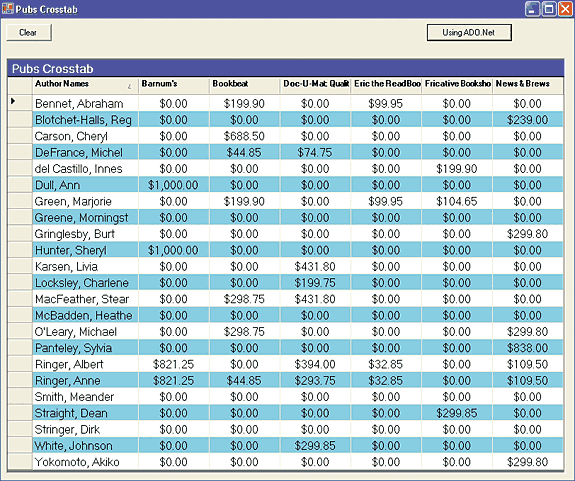 Pubs Crosstab
Clear Using ADO.Net
Pubs Crosstab
Author Names Barnum's Bookbeat Doc-U-Mat: Qualit Eric the ReadBoo Fricative Booksho News & Brews
Bennet, Abraham $0.00 $199.90 $0.00 $99.95 $0.00 $0.00
Blotchet-Halls, Reg $0.00 $0.00 $0.00 $0.00 $0.00 $239.00
Carson, Cheryl $0.00 $688.50 $0.00 $0.00 $0.00 $0.00
DeFrance, Michel $0.00 $44.85 $74.75 $0.00 $0.00 $0.00
del Castillo, Innes $0.00 $0.00 $0.00 $0.00 $199.90 $0.00
Dull, Ann $1,000.00 $0.00 $0.00 $0.00 $0.00 $0.00
Green, Marjorie $0.00 $199.90 $0.00 $99.95 $104.65 $0.00
Greene, Morningst $0.00 $0.00 $0.00 $0.00 $0.00 $0.00
Gringlesby, Burt $0.00 $0.00 $0.00 $0.00 $0.00 $299.80
Hunter, Sheryl $1,000.00 $0.00 $0.00 $0.00 $0.00 $0.00
Karsen, Livia $0.00 $0.00 $431.80 $0.00 $0.00 $0.00
Locksley, Charlene $0.00 $0.00 $199.75 $0.00 $0.00 $0.00
MacFeather, Stear $0.00 $298.75 $431.80 $0.00 $0.00 $0.00
McBadden, Heathe $0.00 $0.00 $0.00 $0.00 $0.00 $0.00
O'Leary, Michael $0.00 $298.75 $0.00 $0.00 $0.00 $299.80
Panteley, Sylvia $0.00 $0.00 $0.00 $0.00 $0.00 $838.00
Ringer, Albert $821.25 $0.00 $394.00 $32.85 $0.00 $109.50
Ringer, Anne $821.25 $44.85 $293.75 $32.85 $0.00 $109.50
Smith, Meander $0.00 $0.00 $0.00 $0.00 $0.00 $0.00
Straight, Dean $0.00 $0.00 $0.00 $0.00 $299.85 $0.00
Stringer, Dirk $0.00 $0.00 $0.00 $0.00 $0.00 $0.00
White, Johnson $0.00 $0.00 $299.85 $0.00 $0.00 $0.00
Yokomoto, Akiko $0.00 $0.00 $0.00 $0.00 $0.00 $299.80